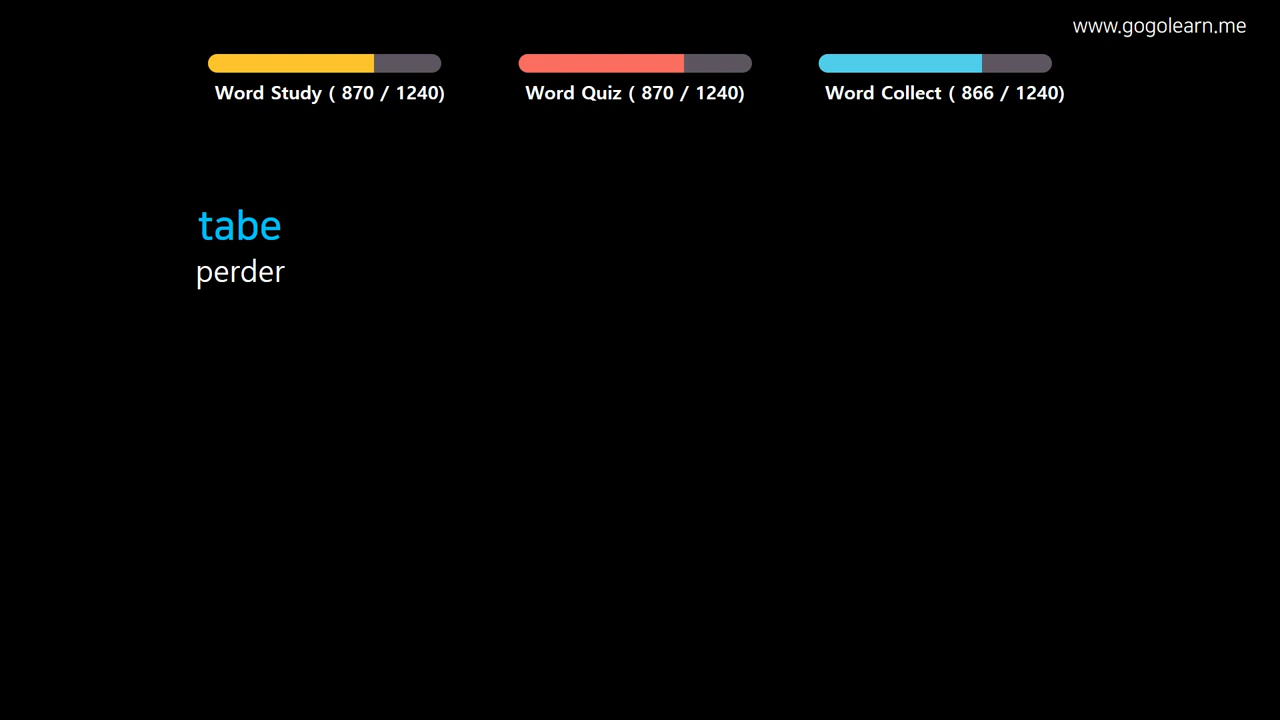 www.gogolearn.me
Word Study ( 870 / 1240)
Word Quiz ( 870 / 1240)
Word Collect ( 866 / 1240)
tabe
perder